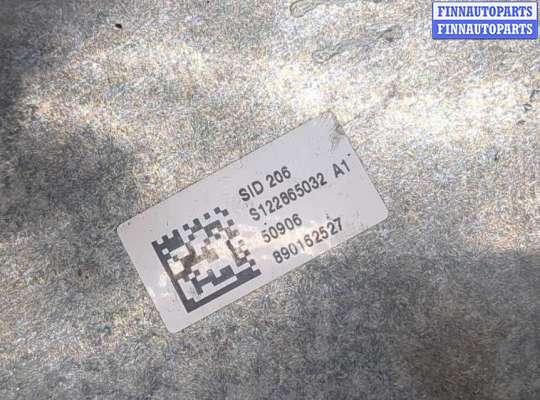 FINNAUTOPARTS
FINNAUTOPARTS
SID 206
S122865032 A1
50906
890162527